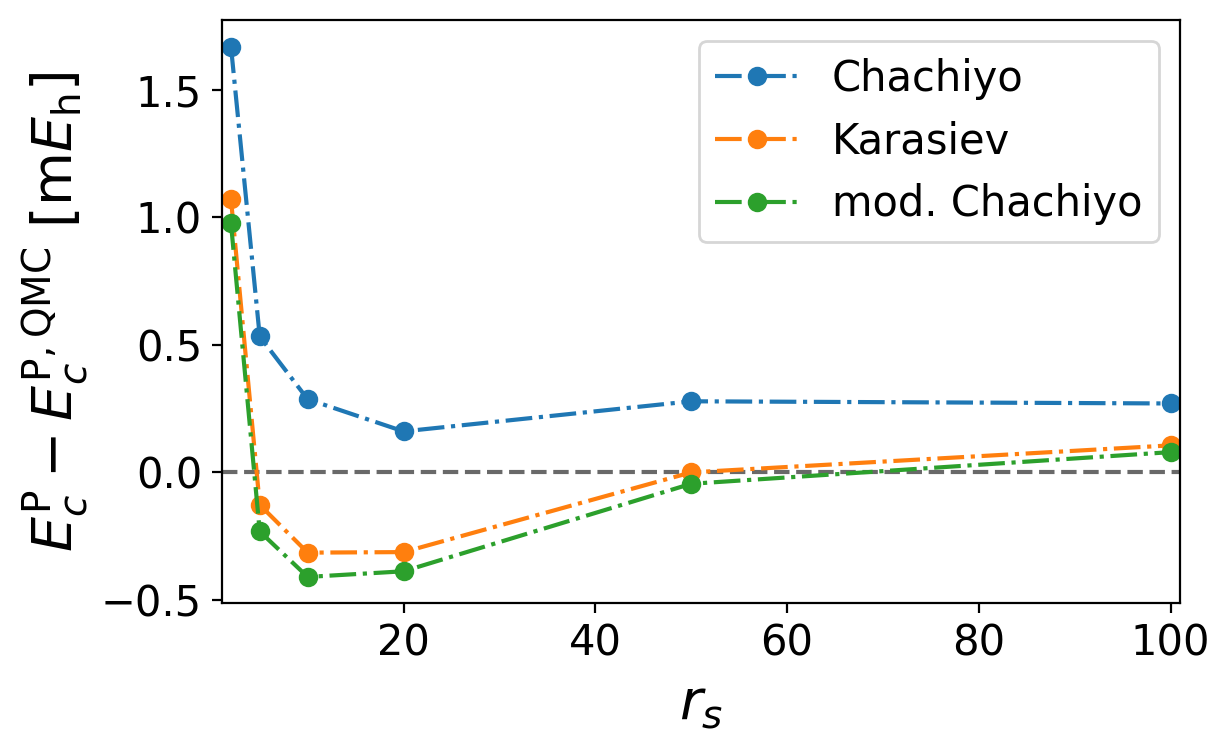 E_c^P − E_c^{P, QMC} [mE_h]
1.5
1.0
0.5
0.0
−0.5
Chachiyo
Karasiev
mod. Chachiyo
20 40 60 80 100
r_s